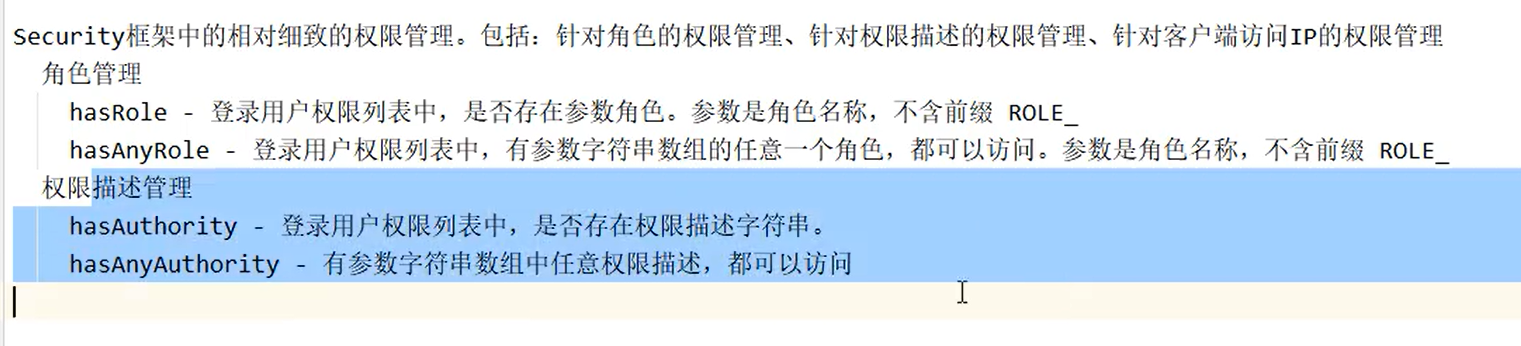 Security框架中的相对细致的权限管理。包括：针对角色的权限管理、针对权限描述的权限管理、针对客户端访问IP的权限管理
角色管理
hasRole - 登录用户权限列表中，是否存在参数角色。参数是角色名称，不含前缀 ROLE_
hasAnyRole - 登录用户权限列表中，有参数字符串数组的任意一个角色，都可以访问。参数是角色名称，不含前缀 ROLE_
权限描述管理
hasAuthority - 登录用户权限列表中，是否存在权限描述字符串。
hasAnyAuthority - 有参数字符串数组中任意权限描述，都可以访问